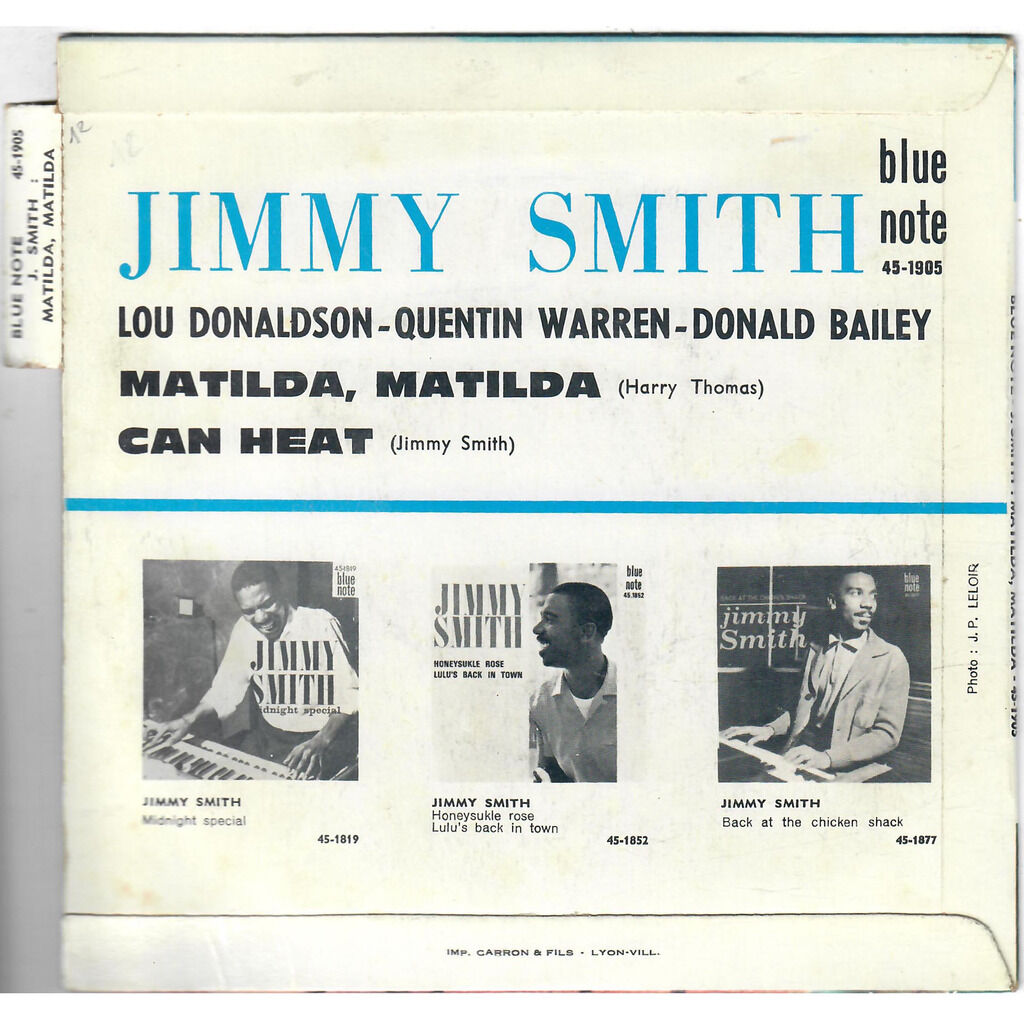 BLUE NOTE 45-1905
J. SMITH :
MATILDA, MATILDA
12
blue
note
45-1905
JIMMY SMITH
LOU DONALDSON-QUENTIN WARREN-DONALD BAILEY
MATILDA, MATILDA (Harry Thomas)
CAN HEAT (Jimmy Smith)
45-1819
blue
note
JIMMY
SMITH
midnight special
JIMMY SMITH
Midnight special
45-1819
blue
note
45.1852
JIMMY
SMITH
HONEYSUKLE ROSE
LULU'S BACK IN TOWN
JIMMY SMITH
Honeysukle rose
Lulu's back in town
45-1852
BACK AT THE CHICKEN SHACK
blue
note
jimmy
Smith
JIMMY SMITH
Back at the chicken shack
45-1877
Photo : J. P. LELOIR
IMP. CARRON & FILS - LYON-VILL.